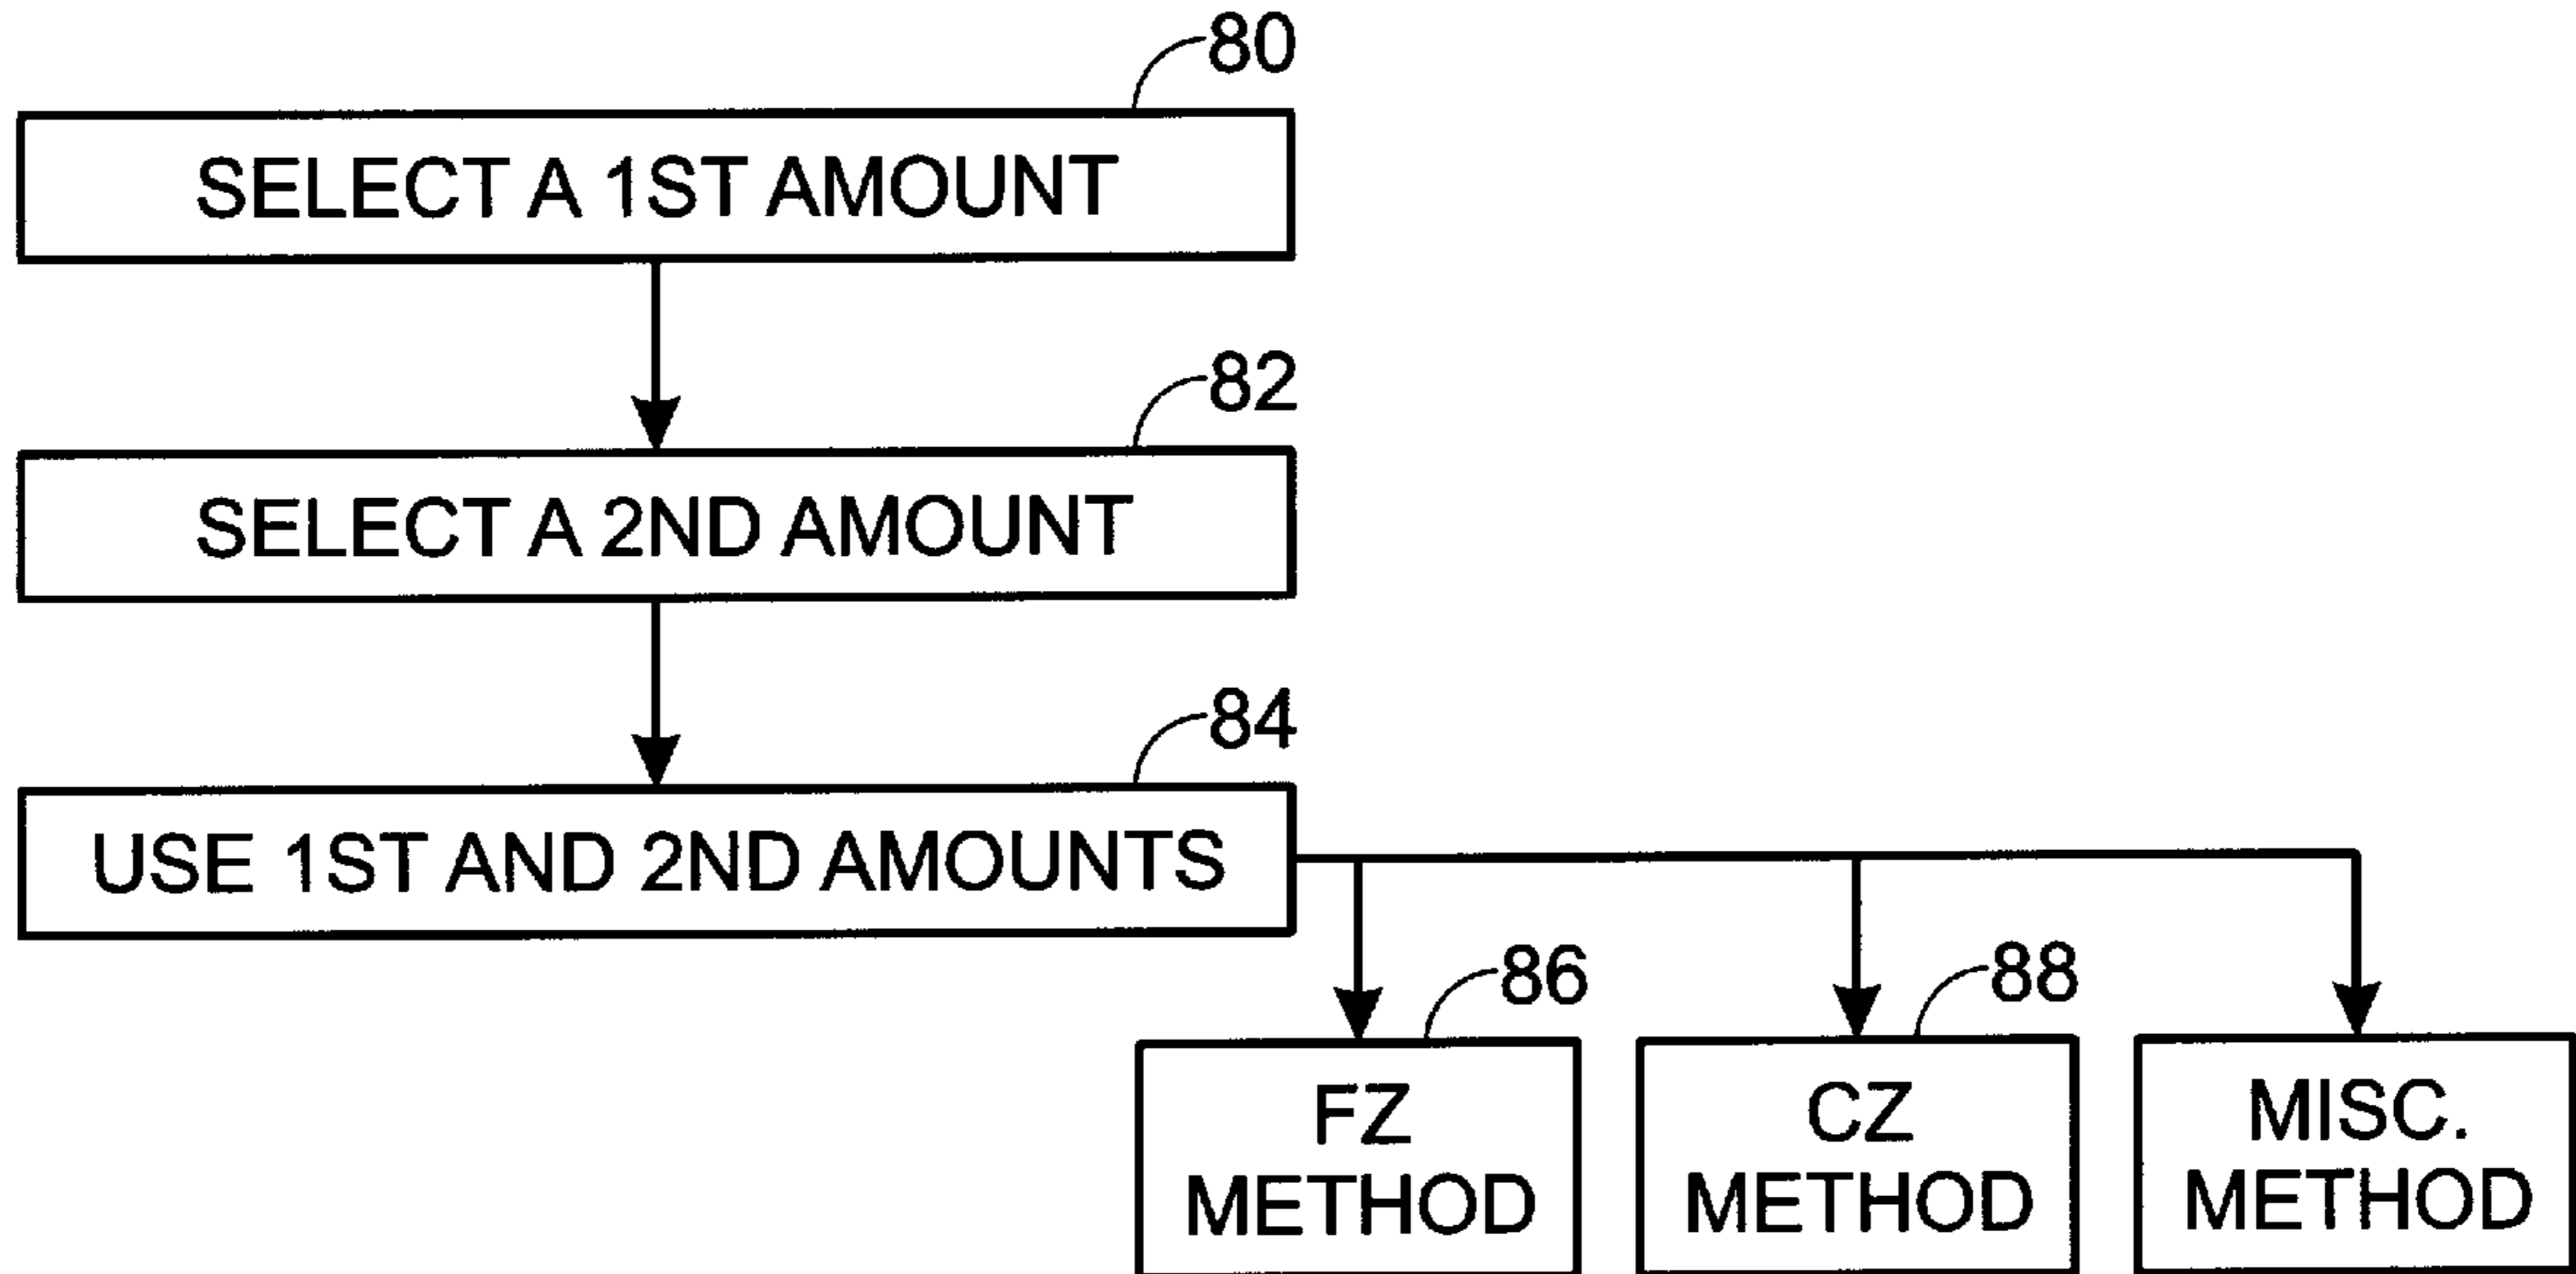 80
SELECT A 1ST AMOUNT
82
SELECT A 2ND AMOUNT
84
USE 1ST AND 2ND AMOUNTS
86
88
FZ
METHOD
CZ
METHOD
MISC.
METHOD